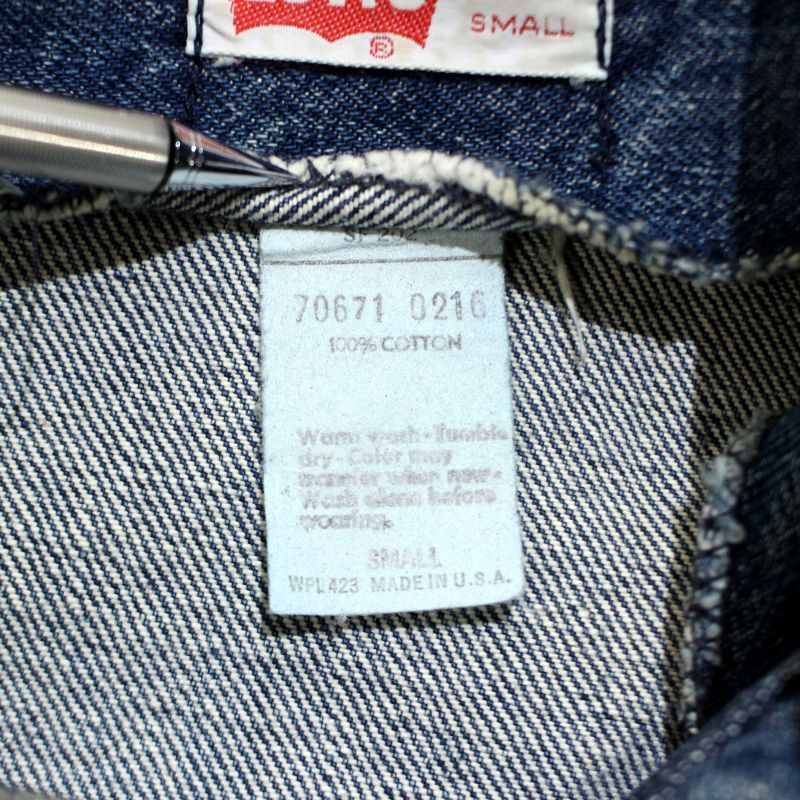 SMALL
®
70671 0216
100% COTTON
Warm wash-Tumble
dry-Color may
transfer when new-
Wash alone before
wearing.
SMALL
WPL423 MADE IN U.S.A.